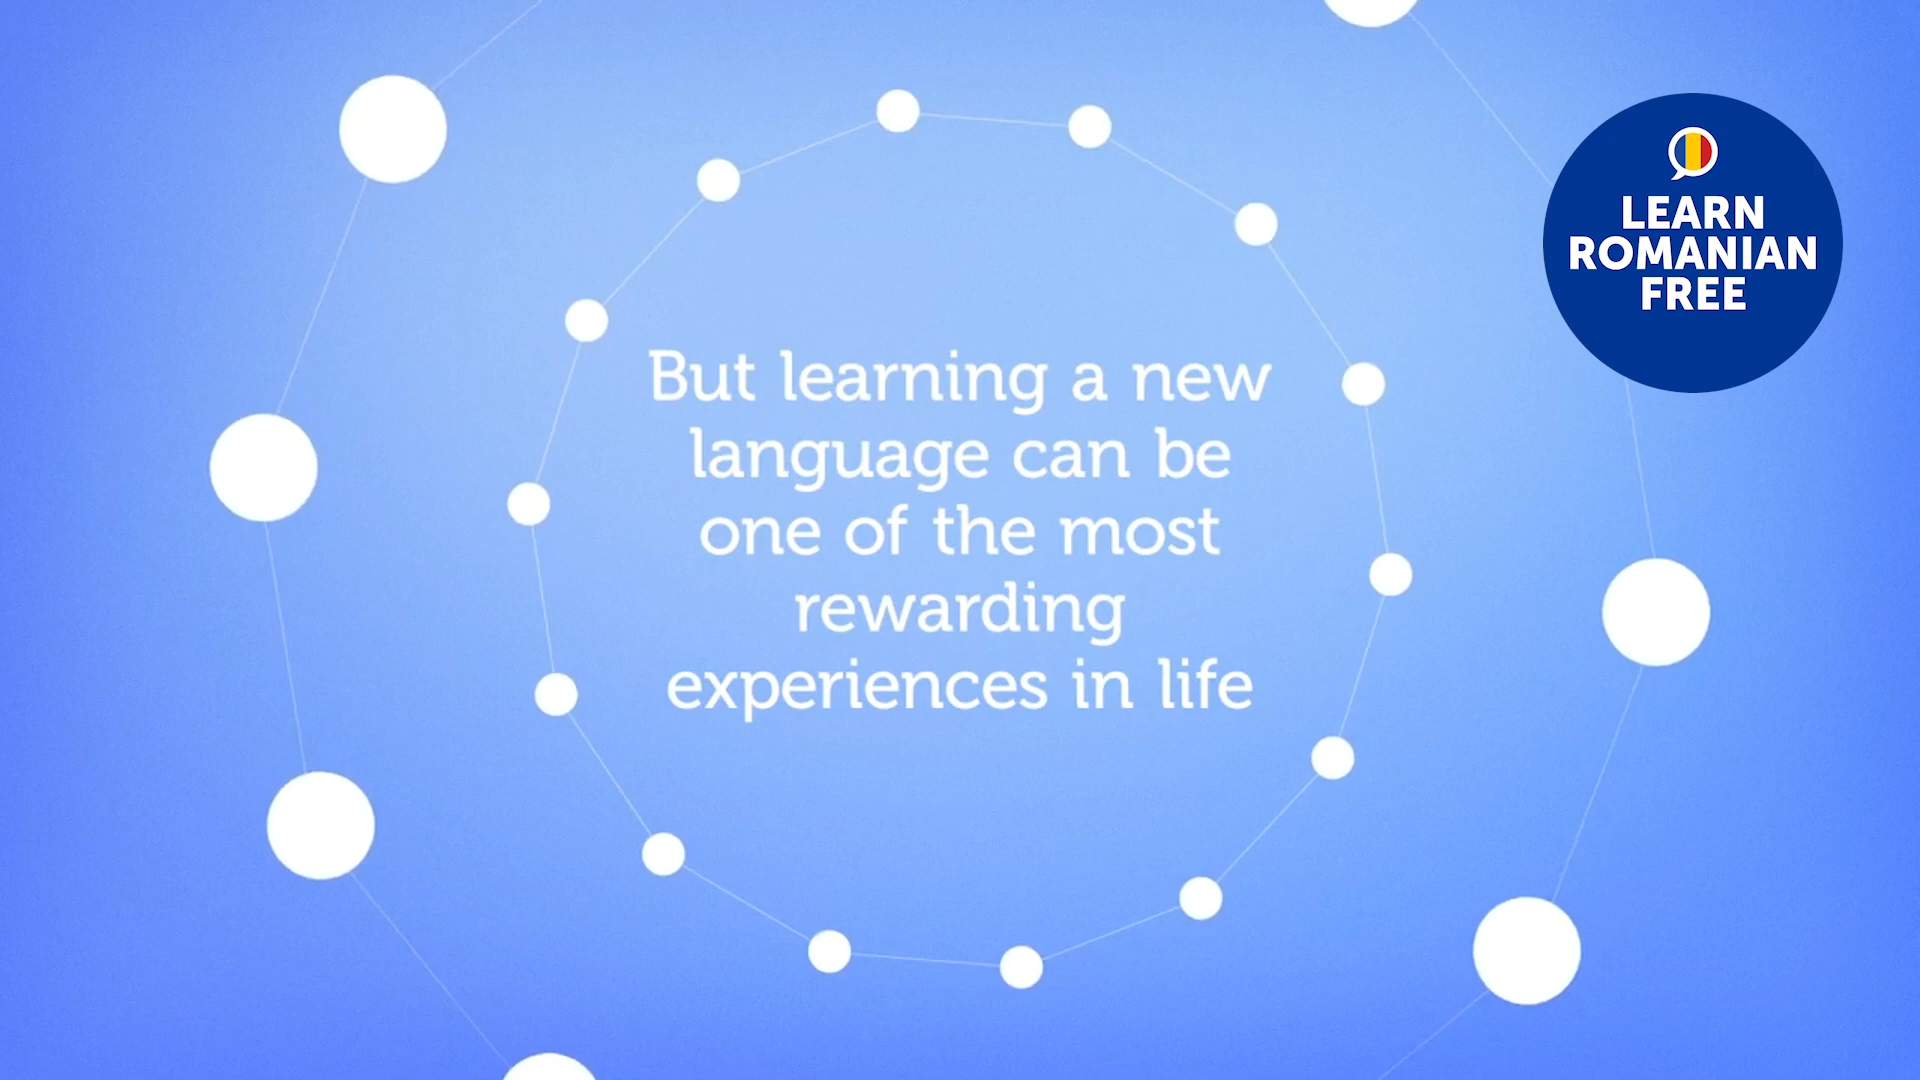 But learning a new
language can be
one of the most
rewarding
experiences in life
LEARN
ROMANIAN
FREE